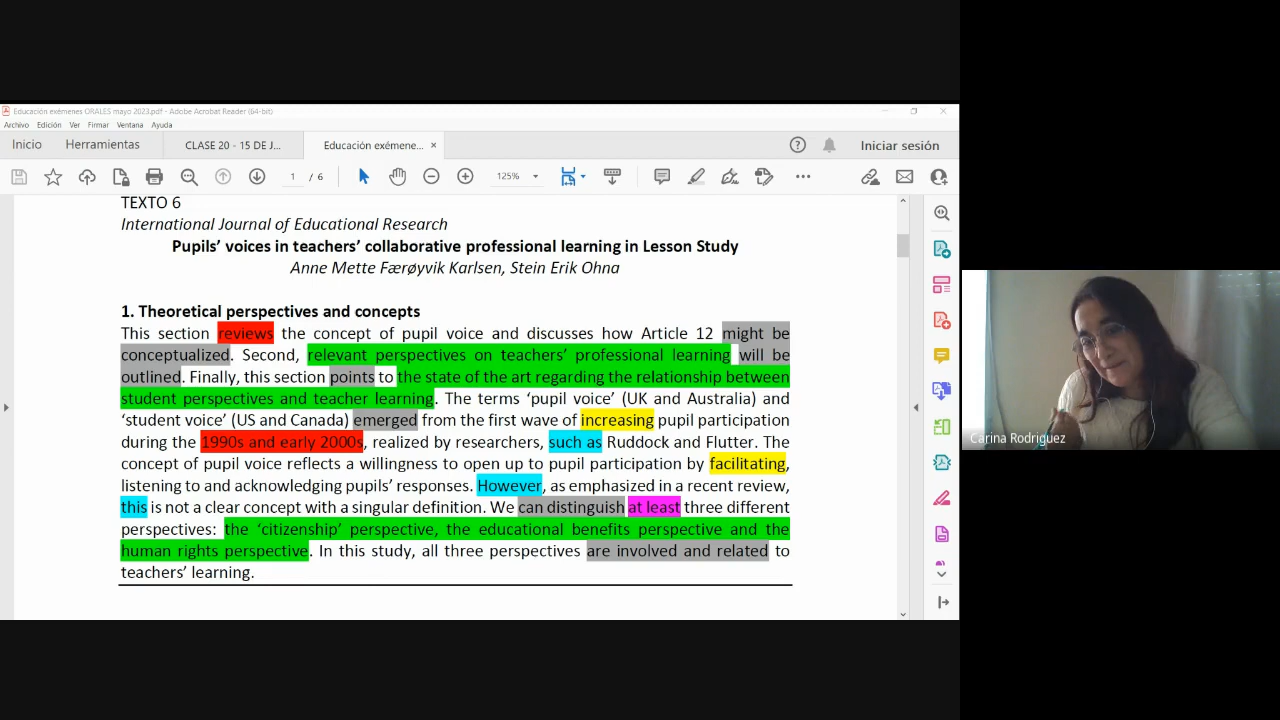 Educación exémenes ORALES mayo 2023.pdf - Adobe Acrobat Reader (64-bit)
Archivo Edición Ver Firmar Ventana Ayuda
Inicio Herramientas CLASE 20 - 15 DE J... Educación exémene... × Iniciar sesión
1 / 6 125%
TEXTO 6
International Journal of Educational Research
Pupils’ voices in teachers’ collaborative professional learning in Lesson Study
Anne Mette Færøyvik Karlsen, Stein Erik Ohna
1. Theoretical perspectives and concepts
This section reviews the concept of pupil voice and discusses how Article 12 might be
conceptualized. Second, relevant perspectives on teachers’ professional learning will be
outlined. Finally, this section points to the state of the art regarding the relationship between
student perspectives and teacher learning. The terms ‘pupil voice’ (UK and Australia) and
‘student voice’ (US and Canada) emerged from the first wave of increasing pupil participation
during the 1990s and early 2000s, realized by researchers, such as Ruddock and Flutter. The
concept of pupil voice reflects a willingness to open up to pupil participation by facilitating,
listening to and acknowledging pupils’ responses. However, as emphasized in a recent review,
this is not a clear concept with a singular definition. We can distinguish at least three different
perspectives: the ‘citizenship’ perspective, the educational benefits perspective and the
human rights perspective. In this study, all three perspectives are involved and related to
teachers’ learning.
Carina Rodriguez